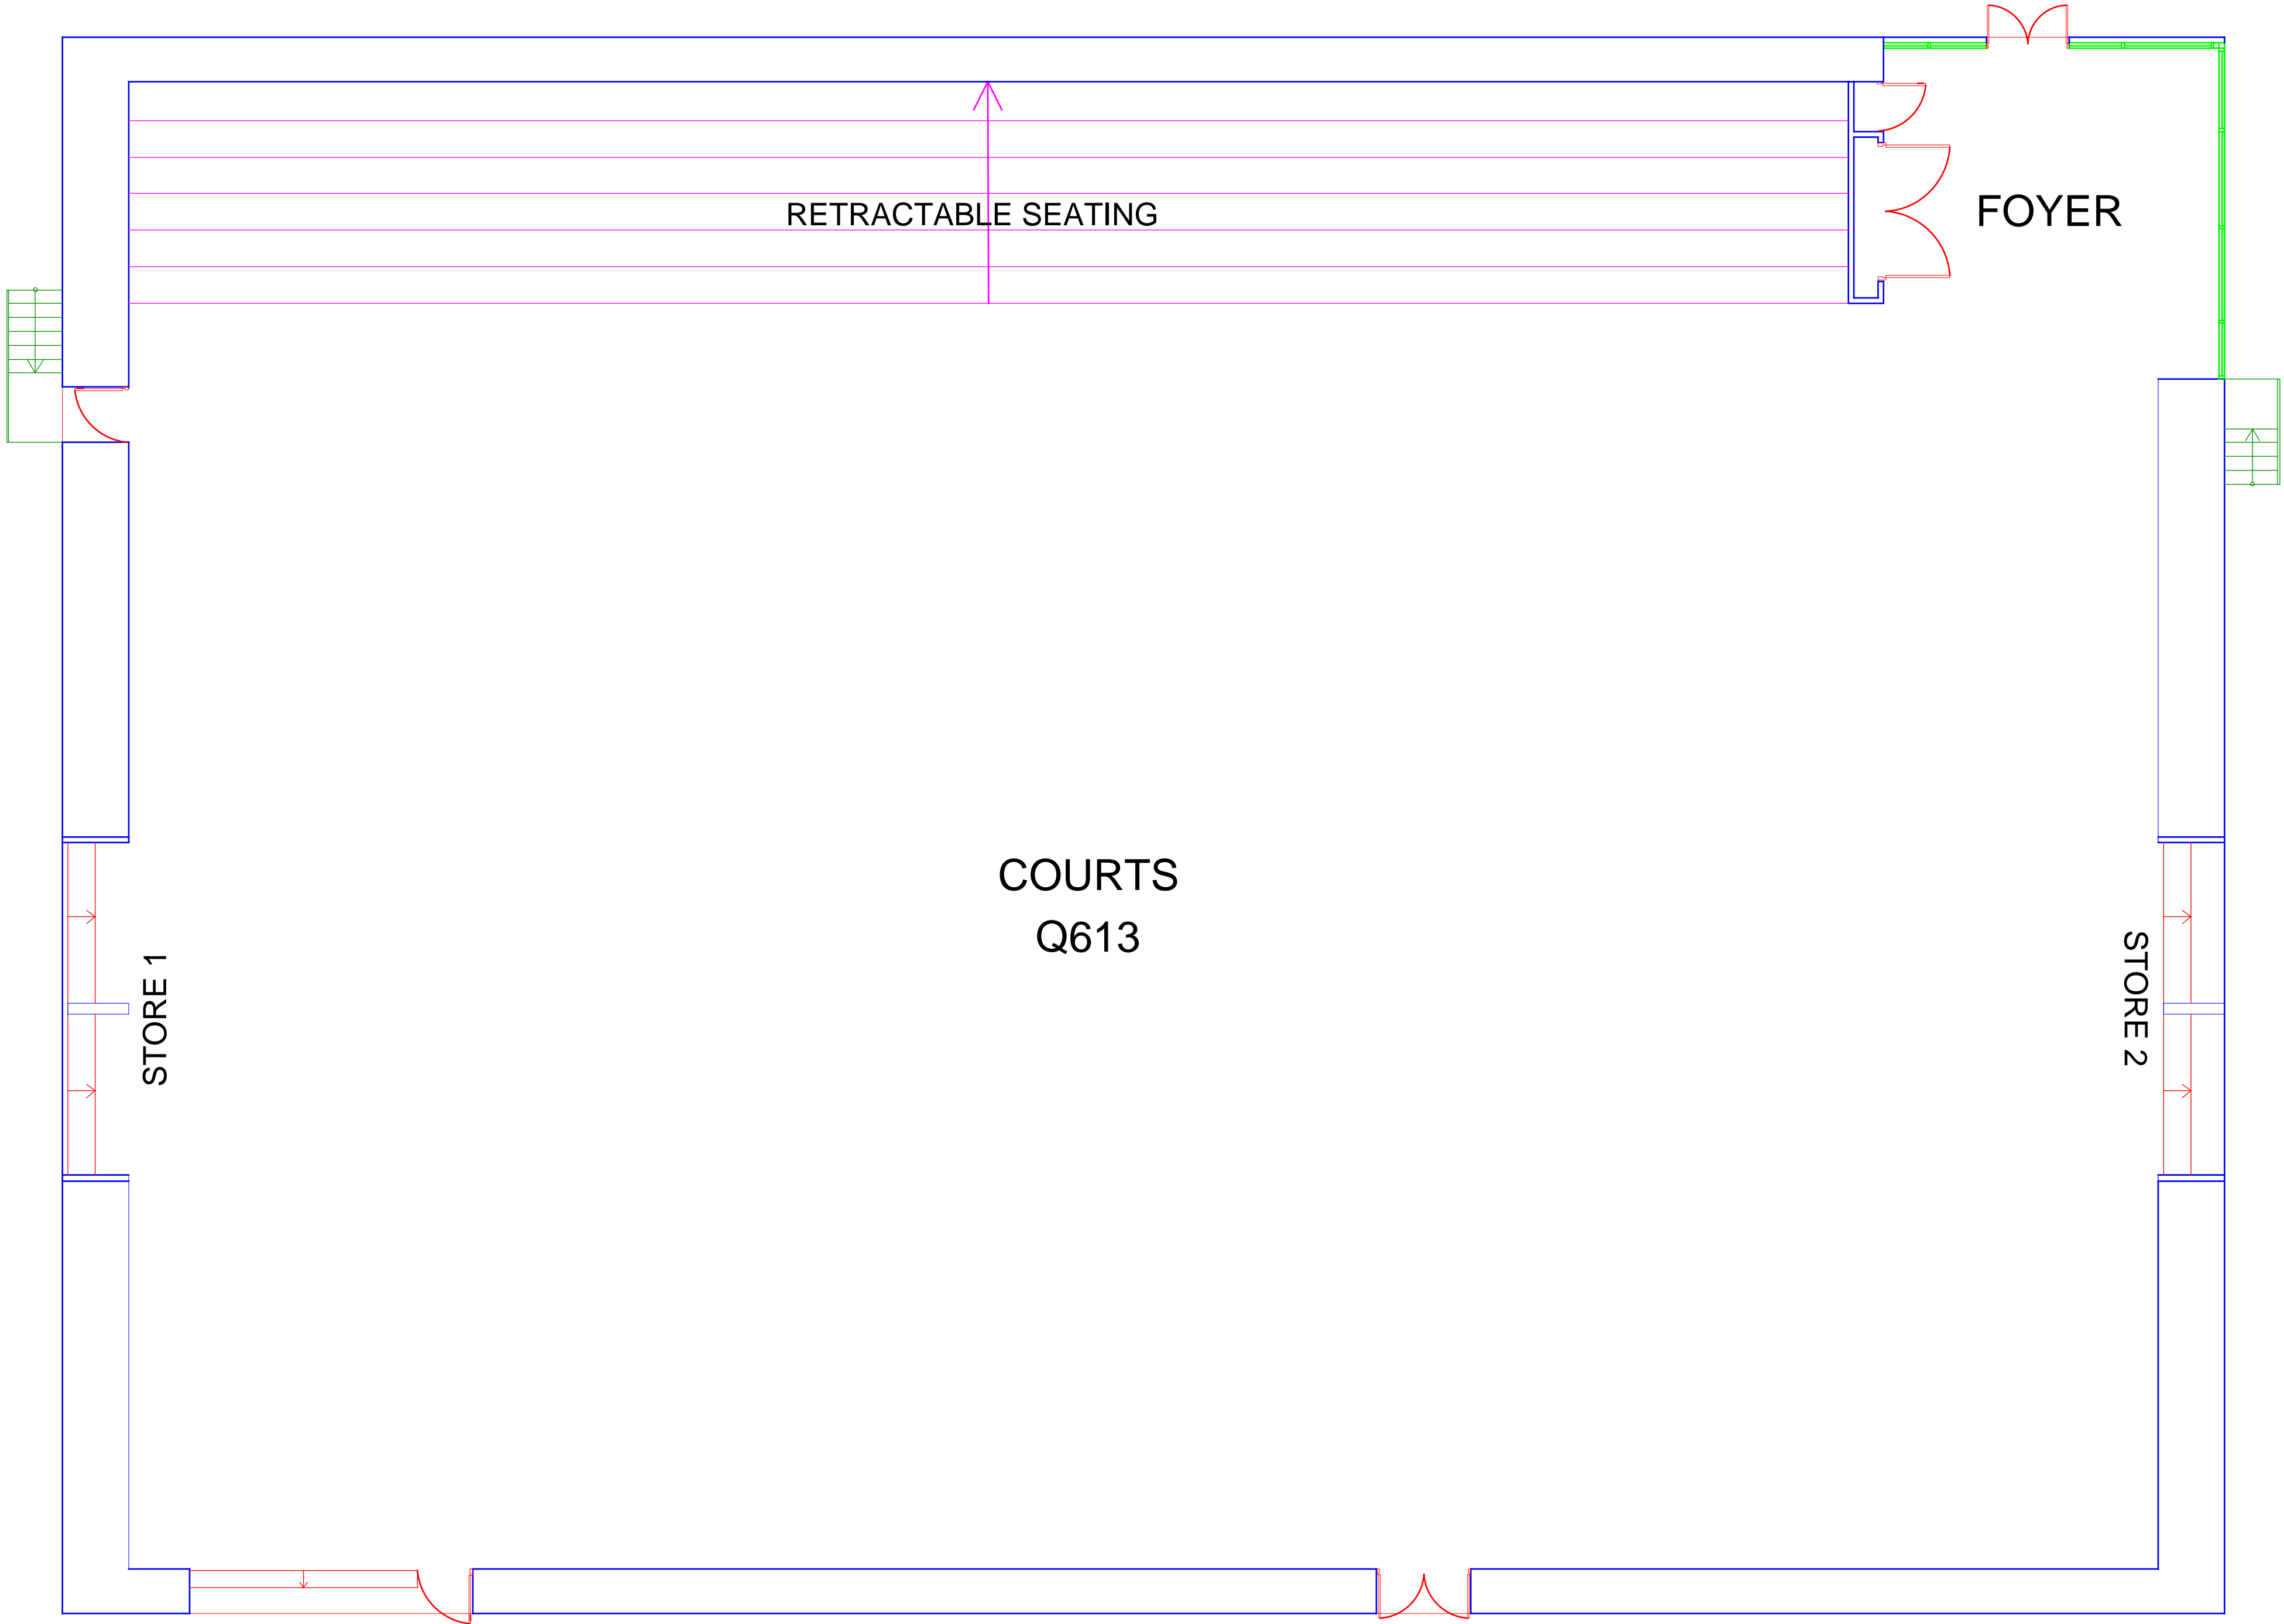 RETRACTABLE SEATING
FOYER
COURTS
Q613
STORE 1
STORE 2